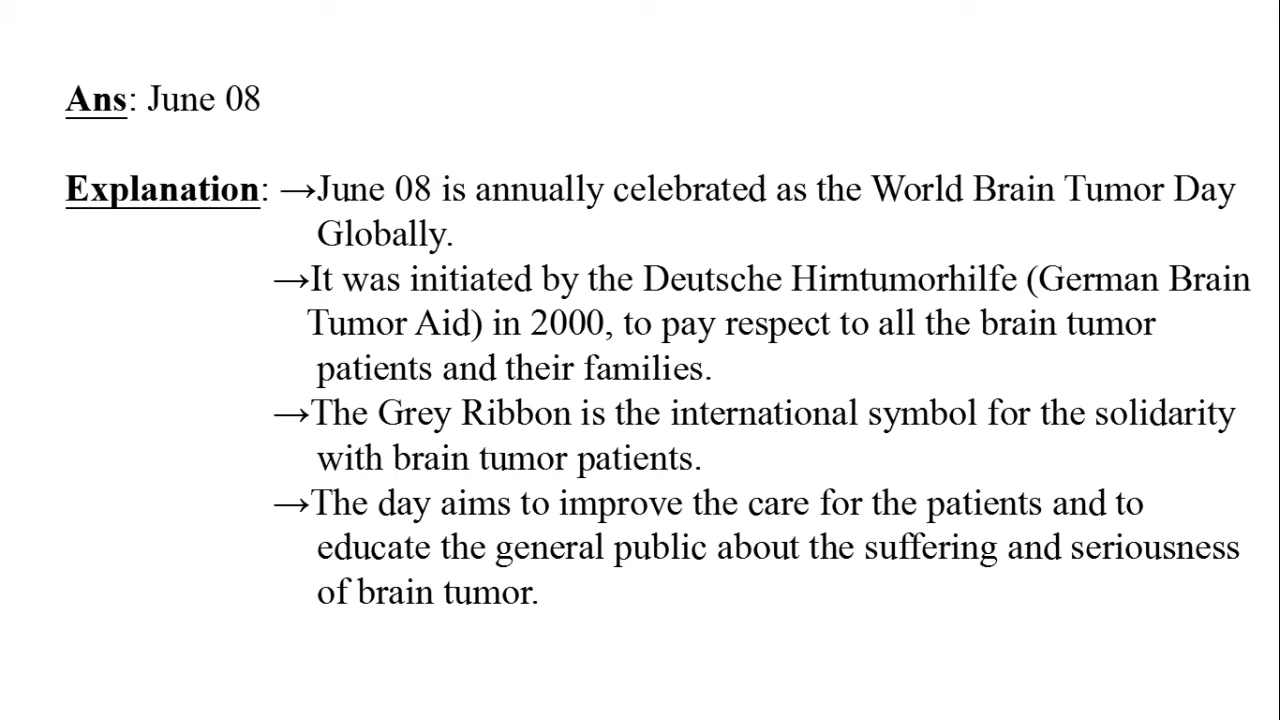 Ans: June 08
Explanation: →June 08 is annually celebrated as the World Brain Tumor Day
Globally.
→It was initiated by the Deutsche Hirntumorhilfe (German Brain
Tumor Aid) in 2000, to pay respect to all the brain tumor
patients and their families.
→The Grey Ribbon is the international symbol for the solidarity
with brain tumor patients.
→The day aims to improve the care for the patients and to
educate the general public about the suffering and seriousness
of brain tumor.